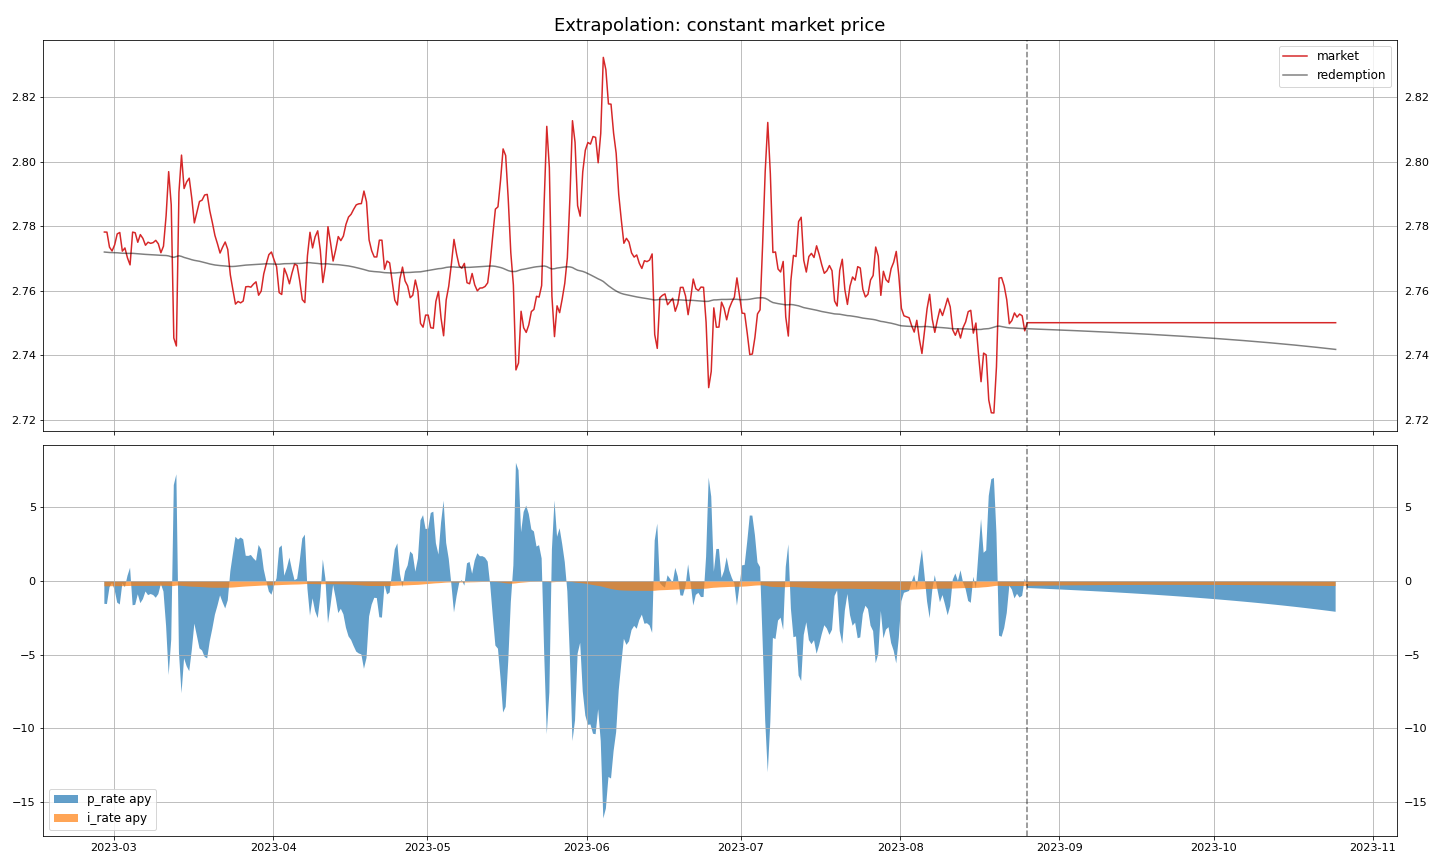 Extrapolation: constant market price
market
redemption
2.82 2.82
2.80 2.80
2.78 2.78
2.76 2.76
2.74 2.74
2.72 2.72
5 5
0 0
−5 −5
−10 −10
−15 −15
p_rate apy
i_rate apy
2023-03 2023-04 2023-05 2023-06 2023-07 2023-08 2023-09 2023-10 2023-11